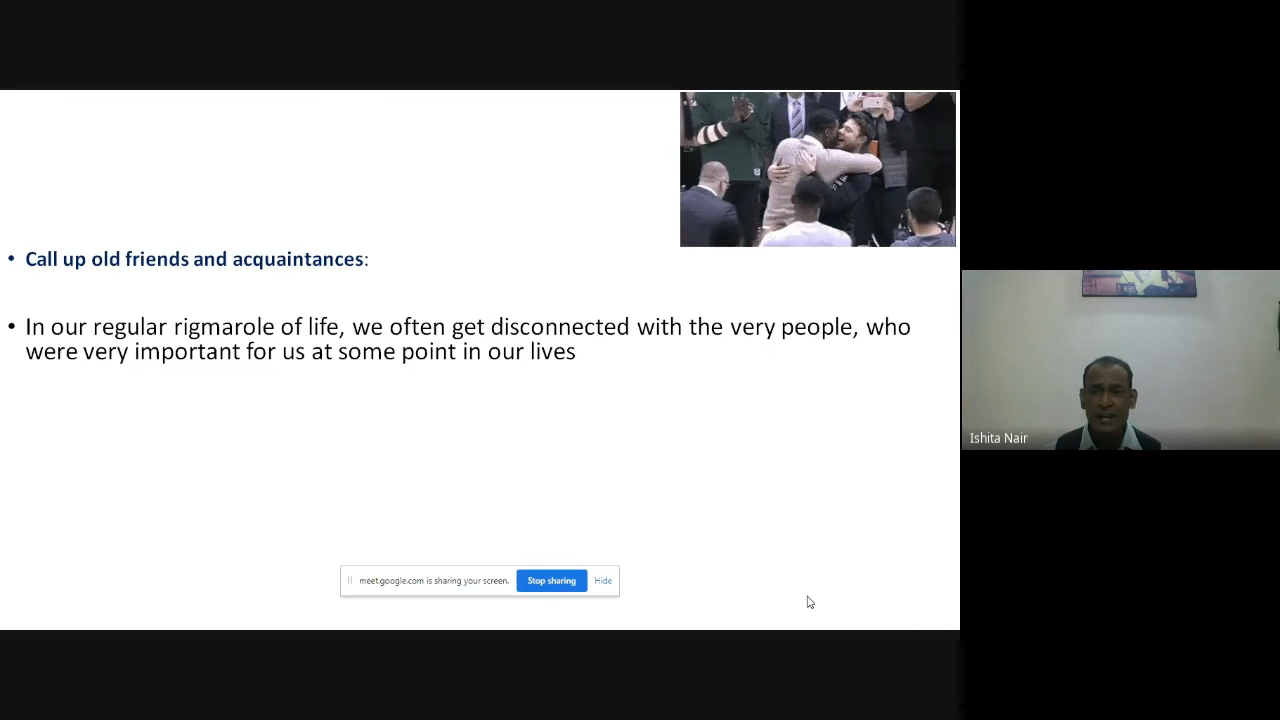 • Call up old friends and acquaintances:
• In our regular rigmarole of life, we often get disconnected with the very people, who
were very important for us at some point in our lives
Ishita Nair
meet.google.com is sharing your screen.
Stop sharing
Hide